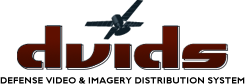 dvids
DEFENSE VIDEO & IMAGERY DISTRIBUTION SYSTEM